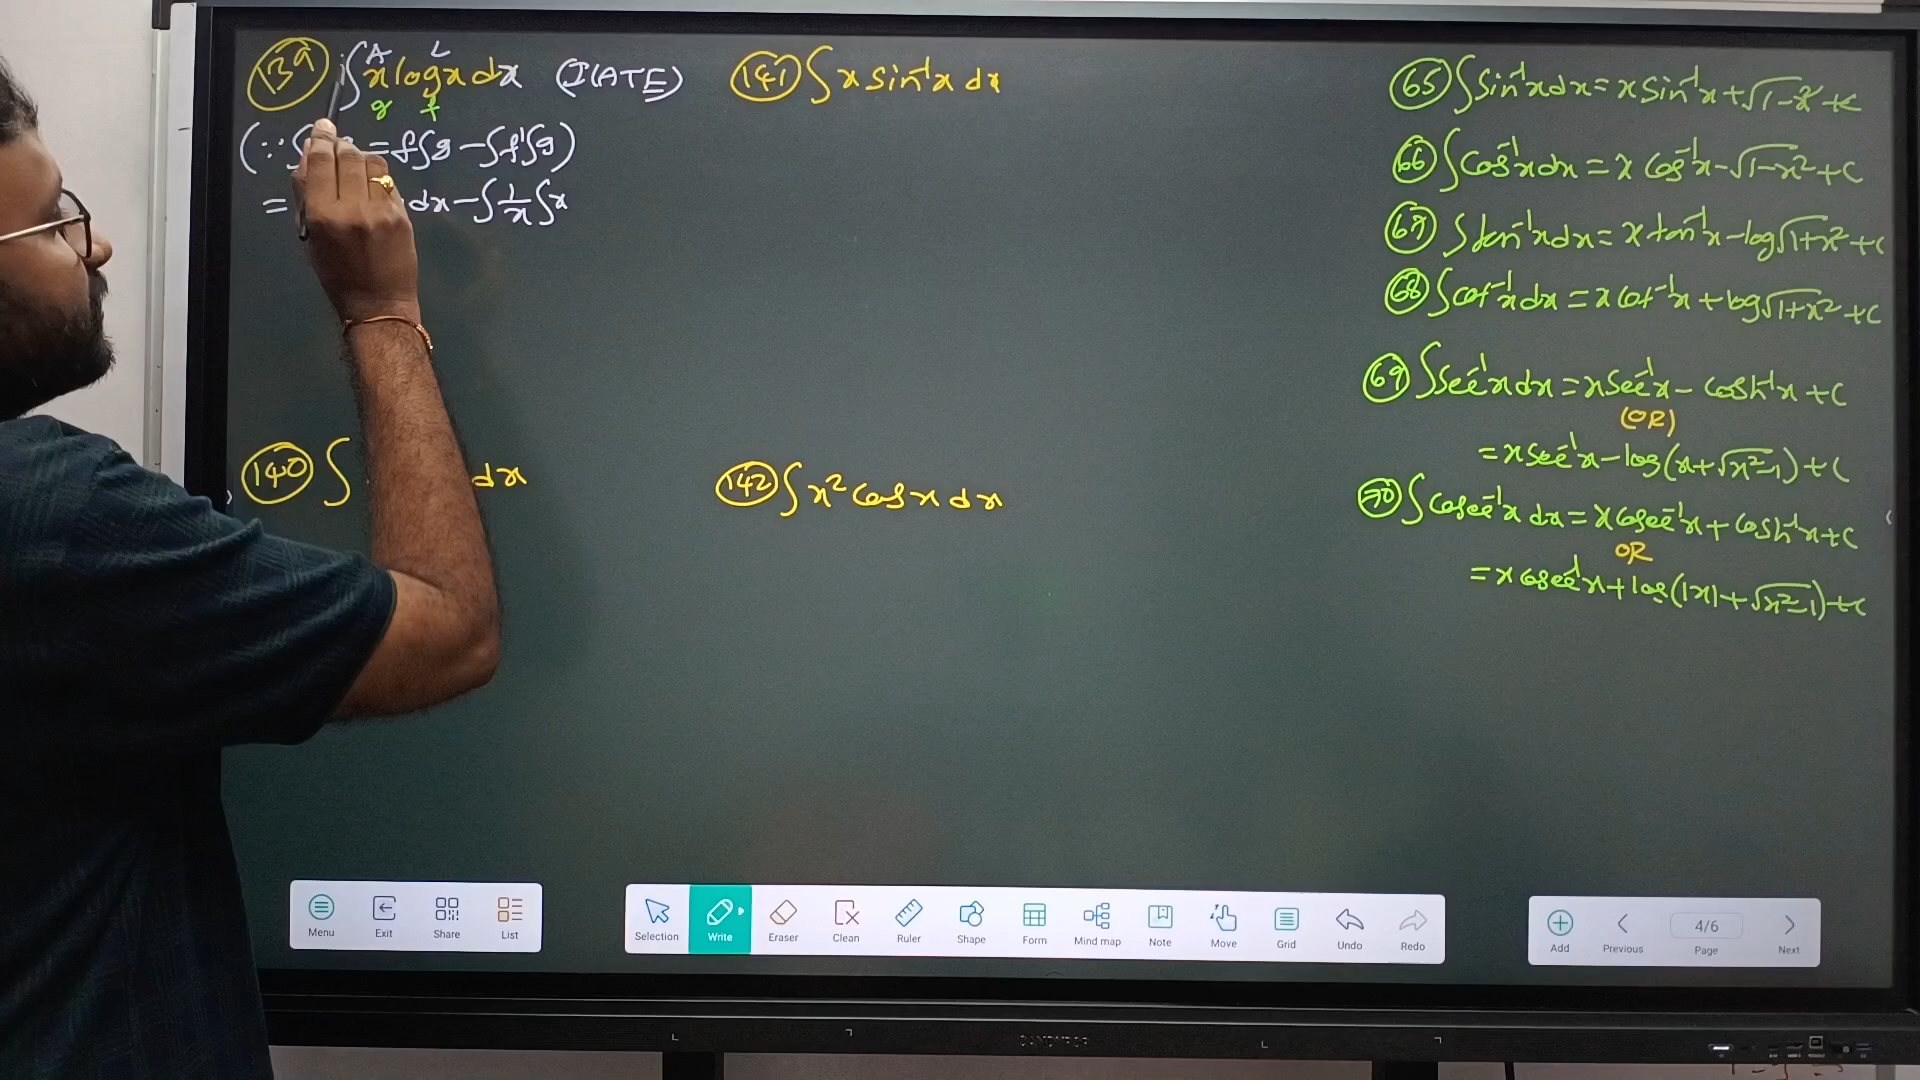 (139) ∫ x log x dx (ILATE)
A L
g f
(∵ ∫ = f∫g - ∫f'∫g)
= dx - ∫ 1/x ∫x
(140) ∫ dx
(141) ∫ x sin⁻¹x dx
(142) ∫ x² cos x dx
(65) ∫ Sin⁻¹x dx = x Sin⁻¹x + √1-x² + c
(66) ∫ Cos⁻¹x dx = x Cos⁻¹x - √1-x² + C
(67) ∫ tan⁻¹x dx = x tan⁻¹x - log √1+x² + c
(68) ∫ cot⁻¹x dx = x cot⁻¹x + log √1+x² + c
(69) ∫ Sec⁻¹x dx = x Sec⁻¹x - Cosh⁻¹x + C
(OR)
= x Sec⁻¹x - log(x + √x²-1) + C
(70) ∫ Cosec⁻¹x dx = x Cosec⁻¹x + Cosh⁻¹x + C
OR
= x cosec⁻¹x + log(|x| + √x²-1) + c
Menu Exit Share List
Selection Write Eraser Clean Ruler Shape Form Mind map Note Move Grid Undo Redo
Add Previous 4/6 Page Next